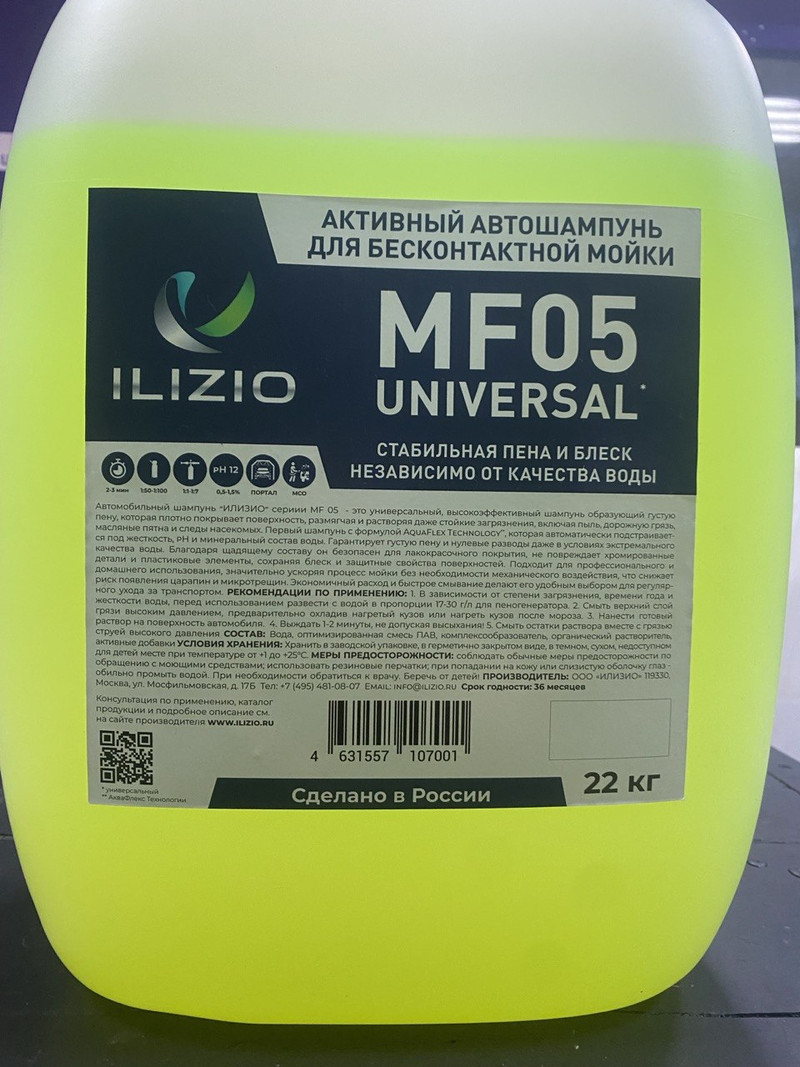 АКТИВНЫЙ АВТОШАМПУНЬ
ДЛЯ БЕСКОНТАКТНОЙ МОЙКИ
ILIZIO
MF05
UNIVERSAL*
СТАБИЛЬНАЯ ПЕНА И БЛЕСК
НЕЗАВИСИМО ОТ КАЧЕСТВА ВОДЫ
PH 12
2-3 мин 1:50-1:100 1:1-1:7 0,5-1,5% ПОРТАЛ МСО
Автомобильный шампунь "ИЛИЗИО" сериии MF 05 - это универсальный, высокоэффективный шампунь образующий густую
пену, которая плотно покрывает поверхность, размягчая и растворяя даже стойкие загрязнения, включая пыль, дорожную грязь,
масляные пятна и следы насекомых. Первый шампунь с формулой AQUAFLEX TECHNOLOGY**, которая автоматически подстраивает-
ся под жесткость, pH и минеральный состав воды. Гарантирует густую пену и нулевые разводы даже в условиях экстремального
качества воды. Благодаря щадящему составу он безопасен для лакокрасочного покрытия, не повреждает хромированные
детали и пластиковые элементы, сохраняя блеск и защитные свойства поверхностей. Подходит для профессионального и
домашнего использования, значительно ускоряя процесс мойки без необходимости механического воздействия, что снижает
риск появления царапин и микротрещин. Экономичный расход и быстрое смывание делают его удобным выбором для регуляр-
ного ухода за транспортом. РЕКОМЕНДАЦИИ ПО ПРИМЕНЕНИЮ: 1. В зависимости от степени загрязнения, времени года и
жесткости воды, перед использованием развести с водой в пропорции 17-30 г/л для пеногенератора. 2. Смыть верхний слой
грязи высоким давлением, предварительно охладив нагретый кузов или нагреть кузов после мороза. 3. Нанести готовый
раствор на поверхность автомобиля. 4. Выждать 1-2 минуты, не допуская высыхания! 5. Смыть остатки раствора вместе с грязью
струей высокого давления СОСТАВ: Вода, оптимизированная смесь ПАВ, комплексообразователь, органический растворитель,
активные добавки УСЛОВИЯ ХРАНЕНИЯ: Хранить в заводской упаковке, в герметично закрытом виде, в темном, сухом, недоступном
для детей месте при температуре от +1 до +25°C. МЕРЫ ПРЕДОСТОРОЖНОСТИ: соблюдать обычные меры предосторожности по
обращению с моющими средствами; использовать резиновые перчатки; при попадании на кожу или слизистую оболочку глаз -
обильно промыть водой. При необходимости обратиться к врачу. Беречь от детей! ПРОИЗВОДИТЕЛЬ: ООО «ИЛИЗИО» 119330,
Москва, ул. Мосфильмовская, д. 17Б Тел: +7 (495) 481-08-07 EMAIL: INFO@ILIZIO.RU Срок годности: 36 месяцев
Консультация по применению, каталог
продукции и подробное описание см.
на сайте производителя WWW.ILIZIO.RU
4 631557 107001
* универсальный
** АкваФлекс Технологии
Сделано в России
22 кг